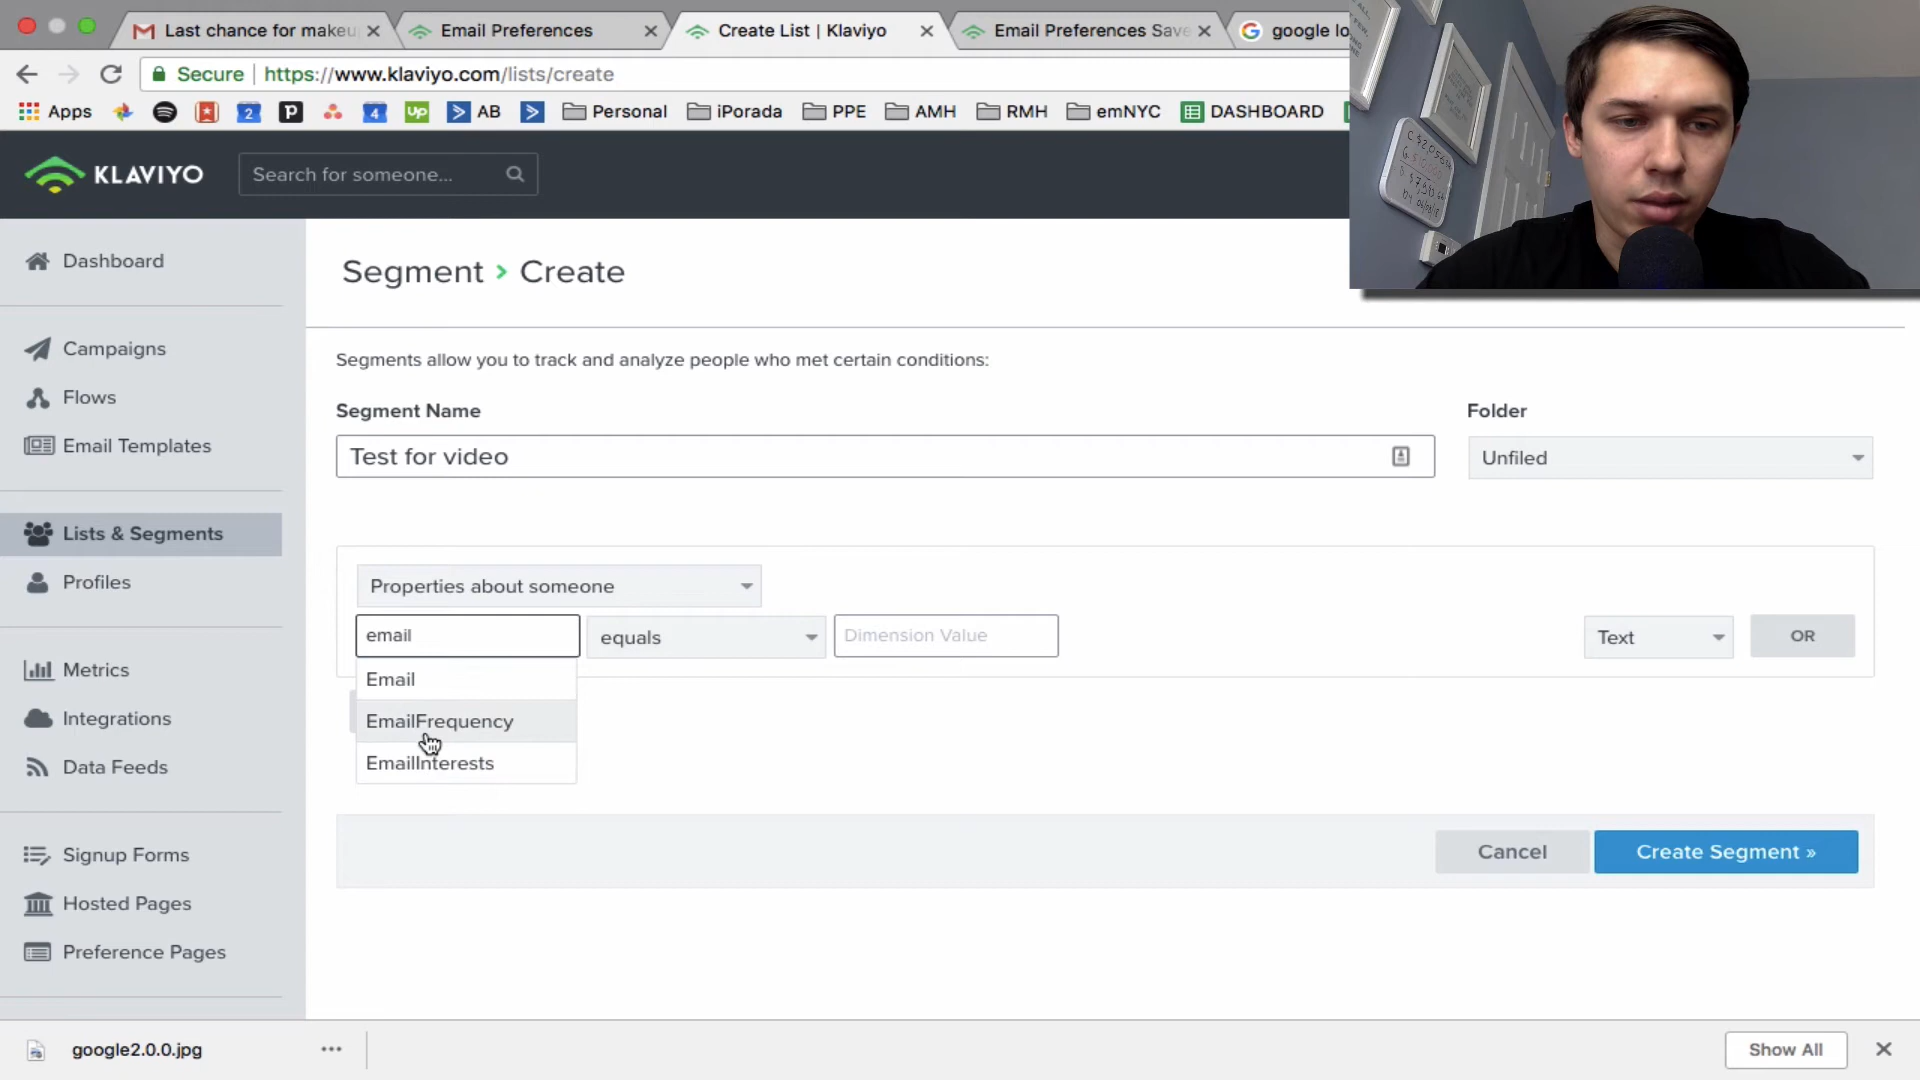 Last chance for makeu
Email Preferences
Create List | Klaviyo
Email Preferences Save
google lo
Secure
https://www.klaviyo.com/lists/create
Apps
2
4
up
AB
Personal
iPorada
PPE
AMH
RMH
emNYC
DASHBOARD
KLAVIYO
Search for someone...
Dashboard
Campaigns
Flows
Email Templates
Lists & Segments
Profiles
Metrics
Integrations
Data Feeds
Signup Forms
Hosted Pages
Preference Pages
Segment > Create
Segments allow you to track and analyze people who met certain conditions:
Segment Name
Folder
Test for video
Unfiled
Properties about someone
email
equals
Dimension Value
Text
OR
Email
EmailFrequency
EmailInterests
Cancel
Create Segment »
google2.0.0.jpg
Show All